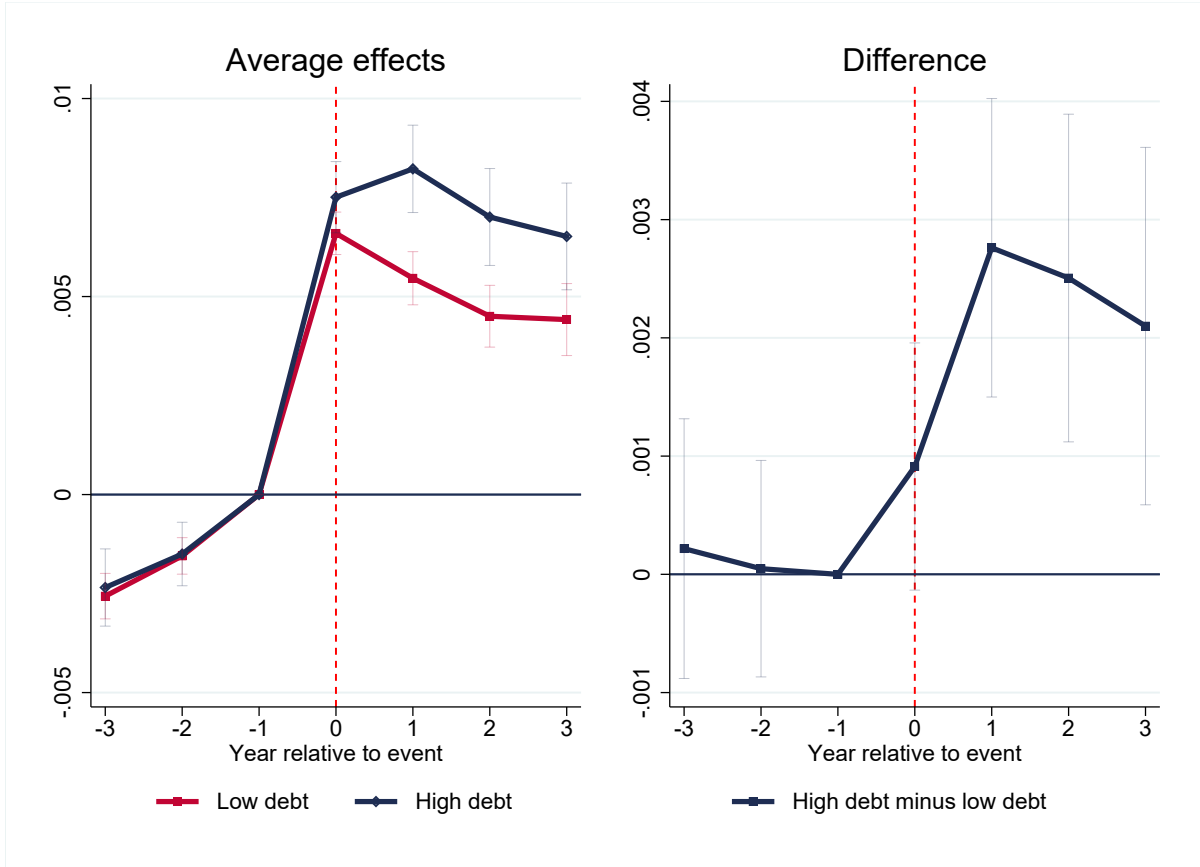 Average effects
.01
.005
0
-.005
-3 -2 -1 0 1 2 3
Year relative to event
Low debt High debt
Difference
.004
.003
.002
.001
0
-.001
-3 -2 -1 0 1 2 3
Year relative to event
High debt minus low debt